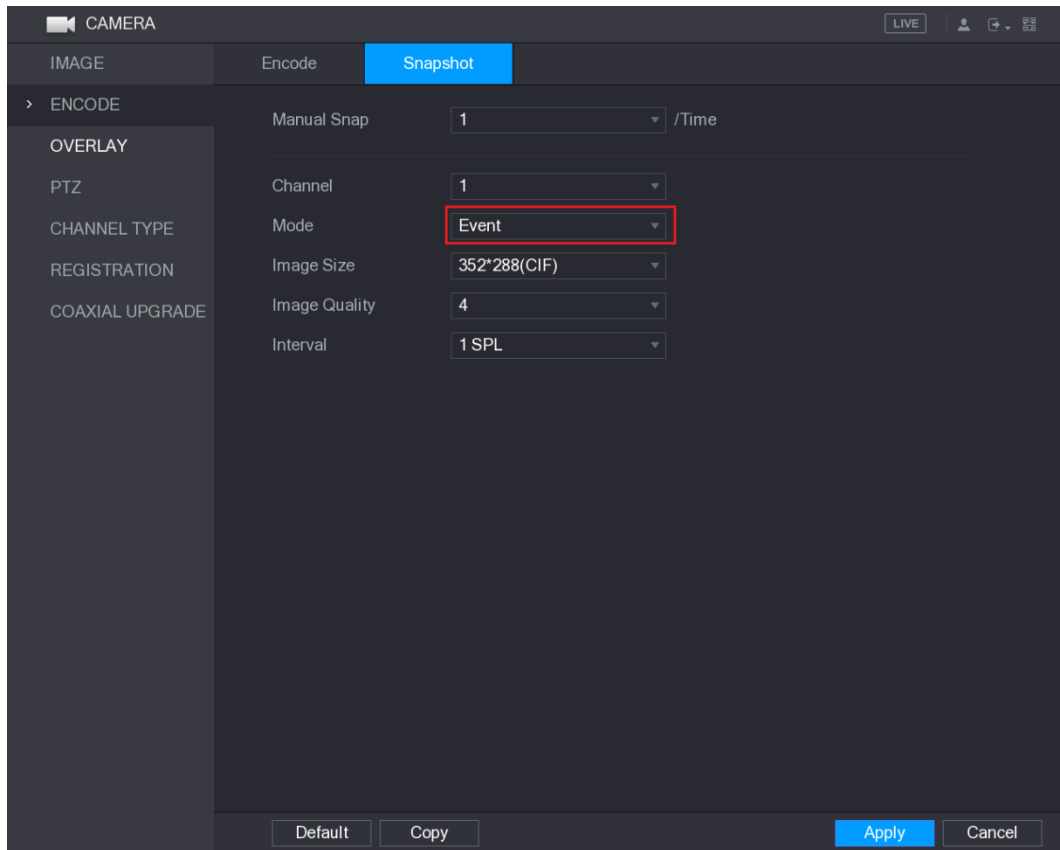 CAMERA LIVE
IMAGE Encode Snapshot
> ENCODE
Manual Snap 1 /Time
OVERLAY
PTZ Channel 1
CHANNEL TYPE Mode Event
REGISTRATION Image Size 352*288(CIF)
COAXIAL UPGRADE Image Quality 4
Interval 1 SPL
Default Copy Apply Cancel